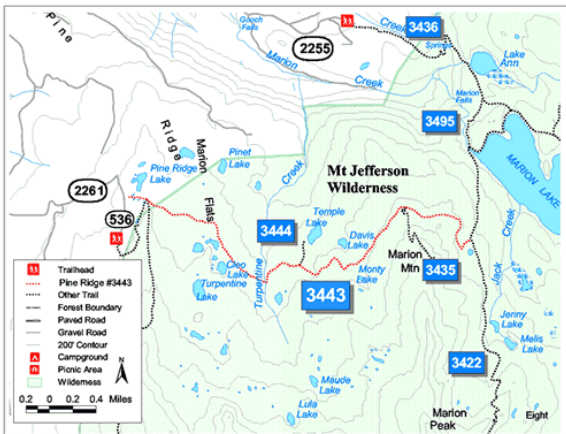 Pine
Ridge
Gooch
Falls
2255
Marion
Creek
Creek
3436
Springs
Lake
Ann
Marion
Falls
3495
MARION LAKE
Pine Ridge
Lake
Marion
Flats
Pinet
Lake
Creek
Mt Jefferson
Wilderness
2261
536
3444
Temple
Lake
Davis
Lake
Cleo
Lake
Turpentine
Lake
Turpentine
3443
Monty
Lake
Marion
Mtn
3435
Jack
Creek
Jenny
Lake
Melis
Lake
3422
Maude
Lake
Lula
Lake
Marion
Peak
Eight
Trailhead
Pine Ridge #3443
Other Trail
Forest Boundary
Paved Road
Gravel Road
200' Contour
Campground
Picnic Area
Wilderness
N
0.2 0 0.4 Miles